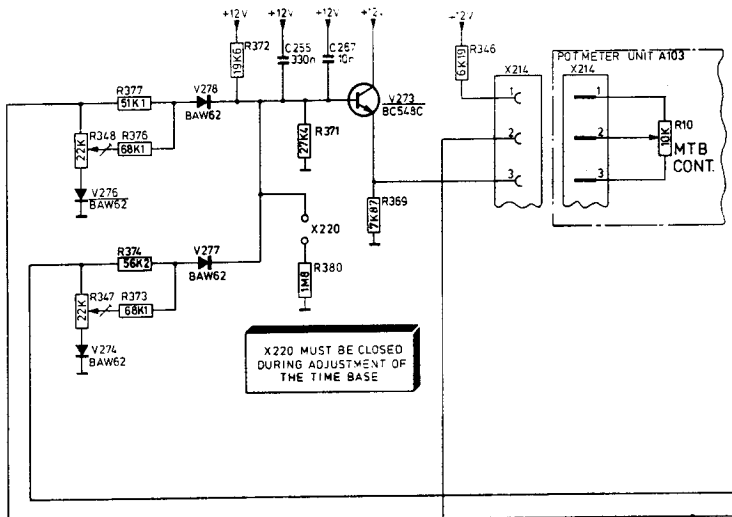 +12V +12V +12V +12V +12V
R372
19K6
C255
330n
C267
10n
R346
6K19
POTMETER UNIT A103
X214
X214
R377
51K1
V278
BAW62
V273
BC548C
1
1
R348
22K
R376
68K1
R371
27K4
2
2
R10
10K
MTB
CONT.
V276
BAW62
3
3
R369
7K87
X220
R374
56K2
V277
BAW62
R380
1M8
R347
22K
R373
68K1
V274
BAW62
X220 MUST BE CLOSED
DURING ADJUSTMENT OF
THE TIME BASE